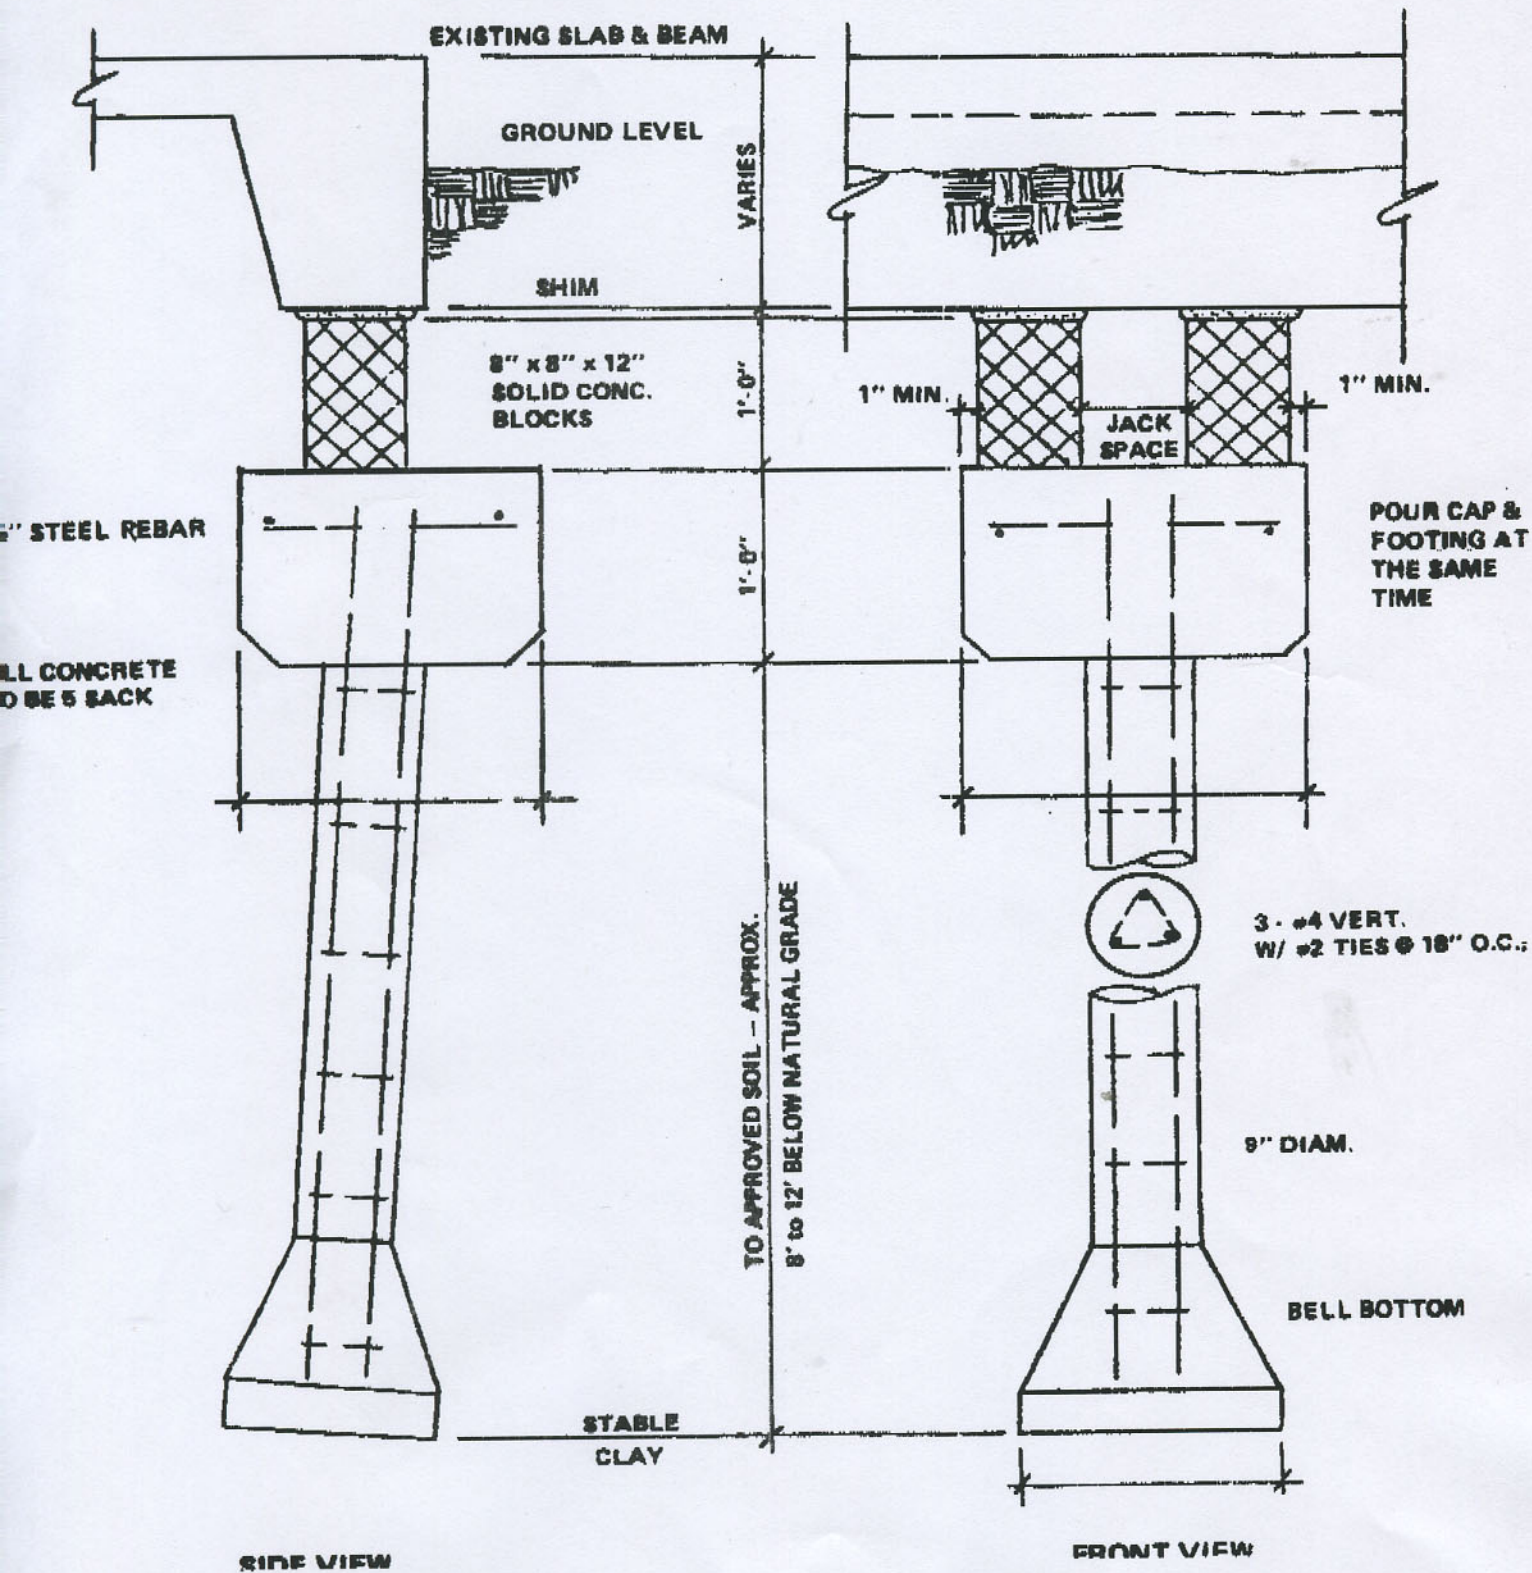 EXISTING SLAB & BEAM
GROUND LEVEL
VARIES
SHIM
8" x 8" x 12"
SOLID CONC.
BLOCKS
1'-0"
1" MIN.
JACK
SPACE
1" MIN.
" STEEL REBAR
1'-0"
POUR CAP &
FOOTING AT
THE SAME
TIME
LL CONCRETE
O BE 5 SACK
TO APPROVED SOIL – APPROX.
8' to 12' BELOW NATURAL GRADE
3 - #4 VERT.
W/ #2 TIES @ 18" O.C.
9" DIAM.
BELL BOTTOM
STABLE
CLAY
SIDE VIEW
FRONT VIEW